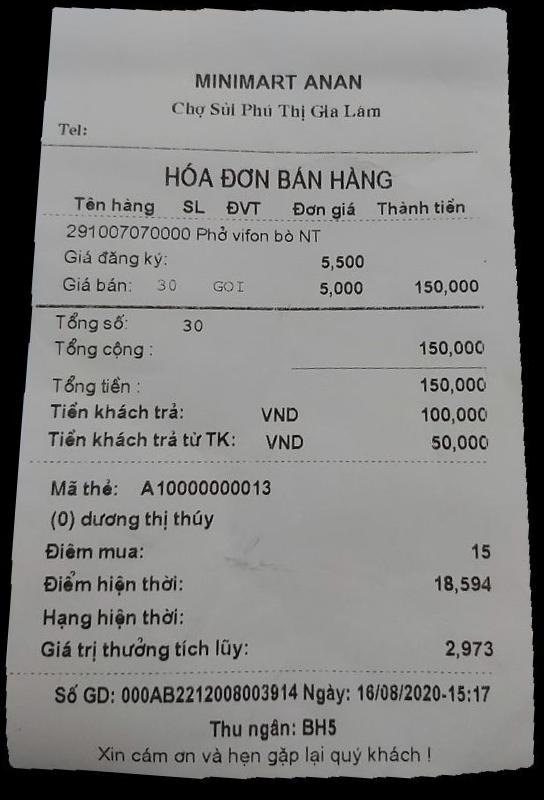 MINIMART ANAN
Chợ Sủi Phú Thị Gia Lâm
Tel:
HÓA ĐƠN BÁN HÀNG
Tên hàng SL ĐVT Đơn giá Thành tiền
291007070000 Phở vifon bò NT
Giá đăng ký: 5,500
Giá bán: 30 GOI 5,000 150,000
Tổng số: 30
Tổng cộng : 150,000
Tổng tiền : 150,000
Tiền khách trả: VND 100,000
Tiền khách trả từ TK: VND 50,000
Mã thẻ: A10000000013
(0) dương thị thúy
Điểm mua: 15
Điểm hiện thời: 18,594
Hạng hiện thời:
Giá trị thưởng tích lũy: 2,973
Số GD: 000AB2212008003914 Ngày: 16/08/2020-15:17
Thu ngân: BH5
Xin cám ơn và hẹn gặp lại quý khách !